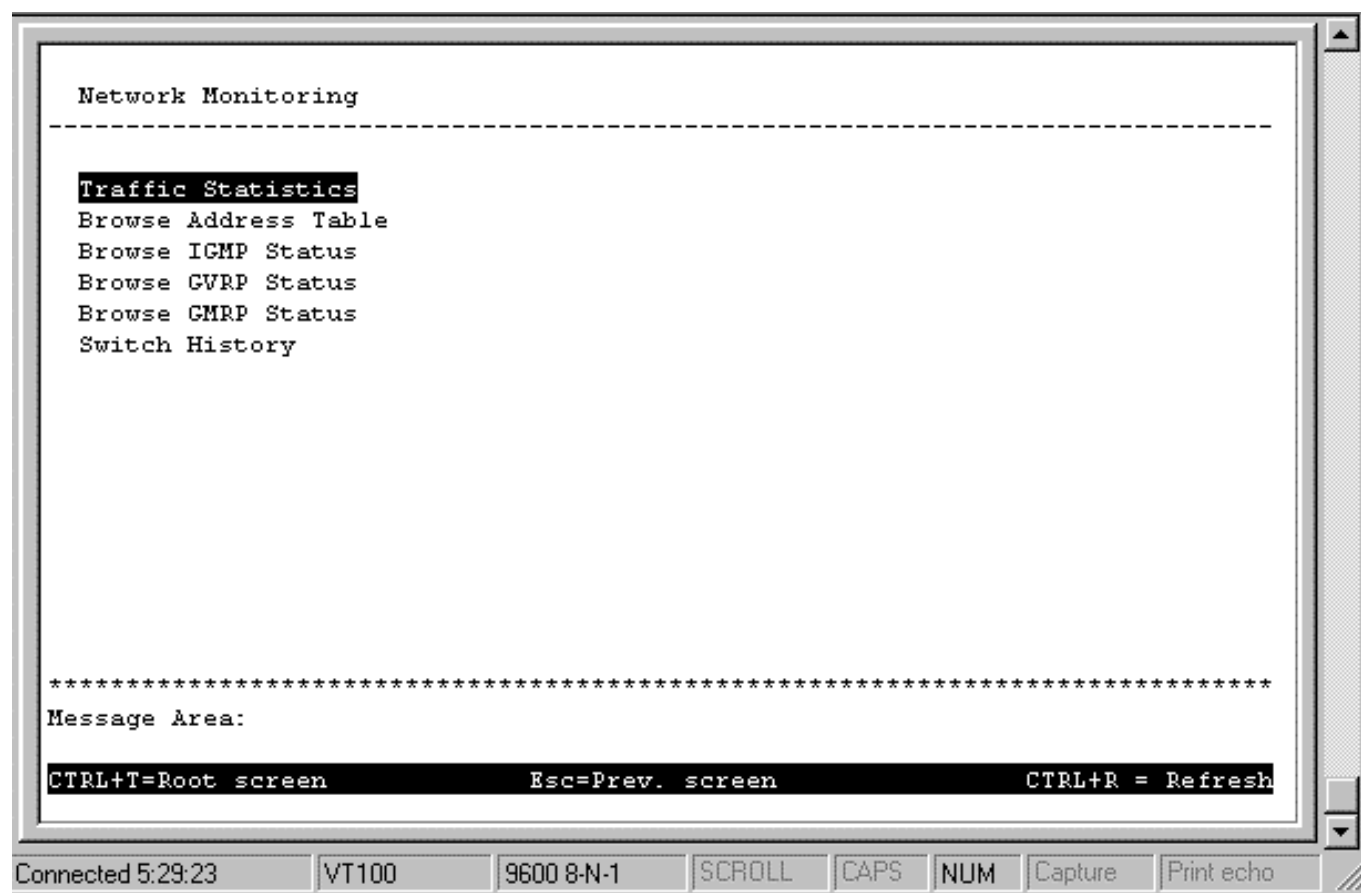 Network Monitoring
-------------------------------------------------------------------------------
Traffic Statistics
Browse Address Table
Browse IGMP Status
Browse GVRP Status
Browse GMRP Status
Switch History
*******************************************************************************
Message Area:
CTRL+T=Root screen Esc=Prev. screen CTRL+R = Refresh
Connected 5:29:23 VT100 9600 8-N-1 SCROLL CAPS NUM Capture Print echo